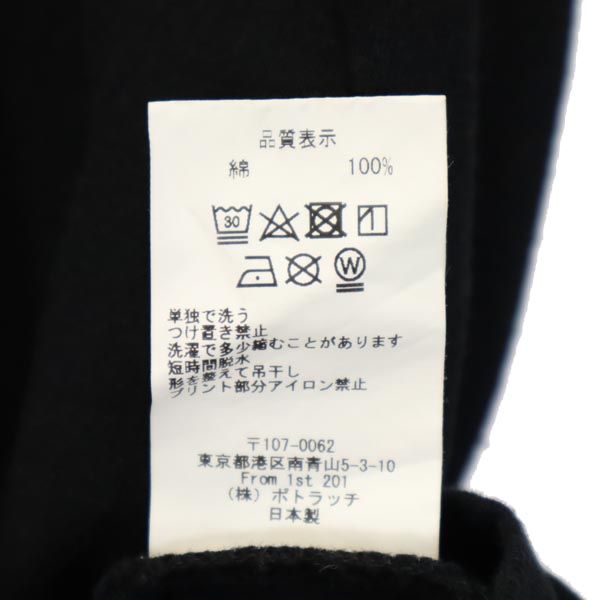 品質表示
綿 100%
30
W
単独で洗う
つけ置き禁止
洗濯で多少縮むことがあります
短時間脱水
形を整えて吊干し
プリント部分アイロン禁止
〒107-0062
東京都港区南青山5-3-10
From 1st 201
(株) ポトラッチ
日本製